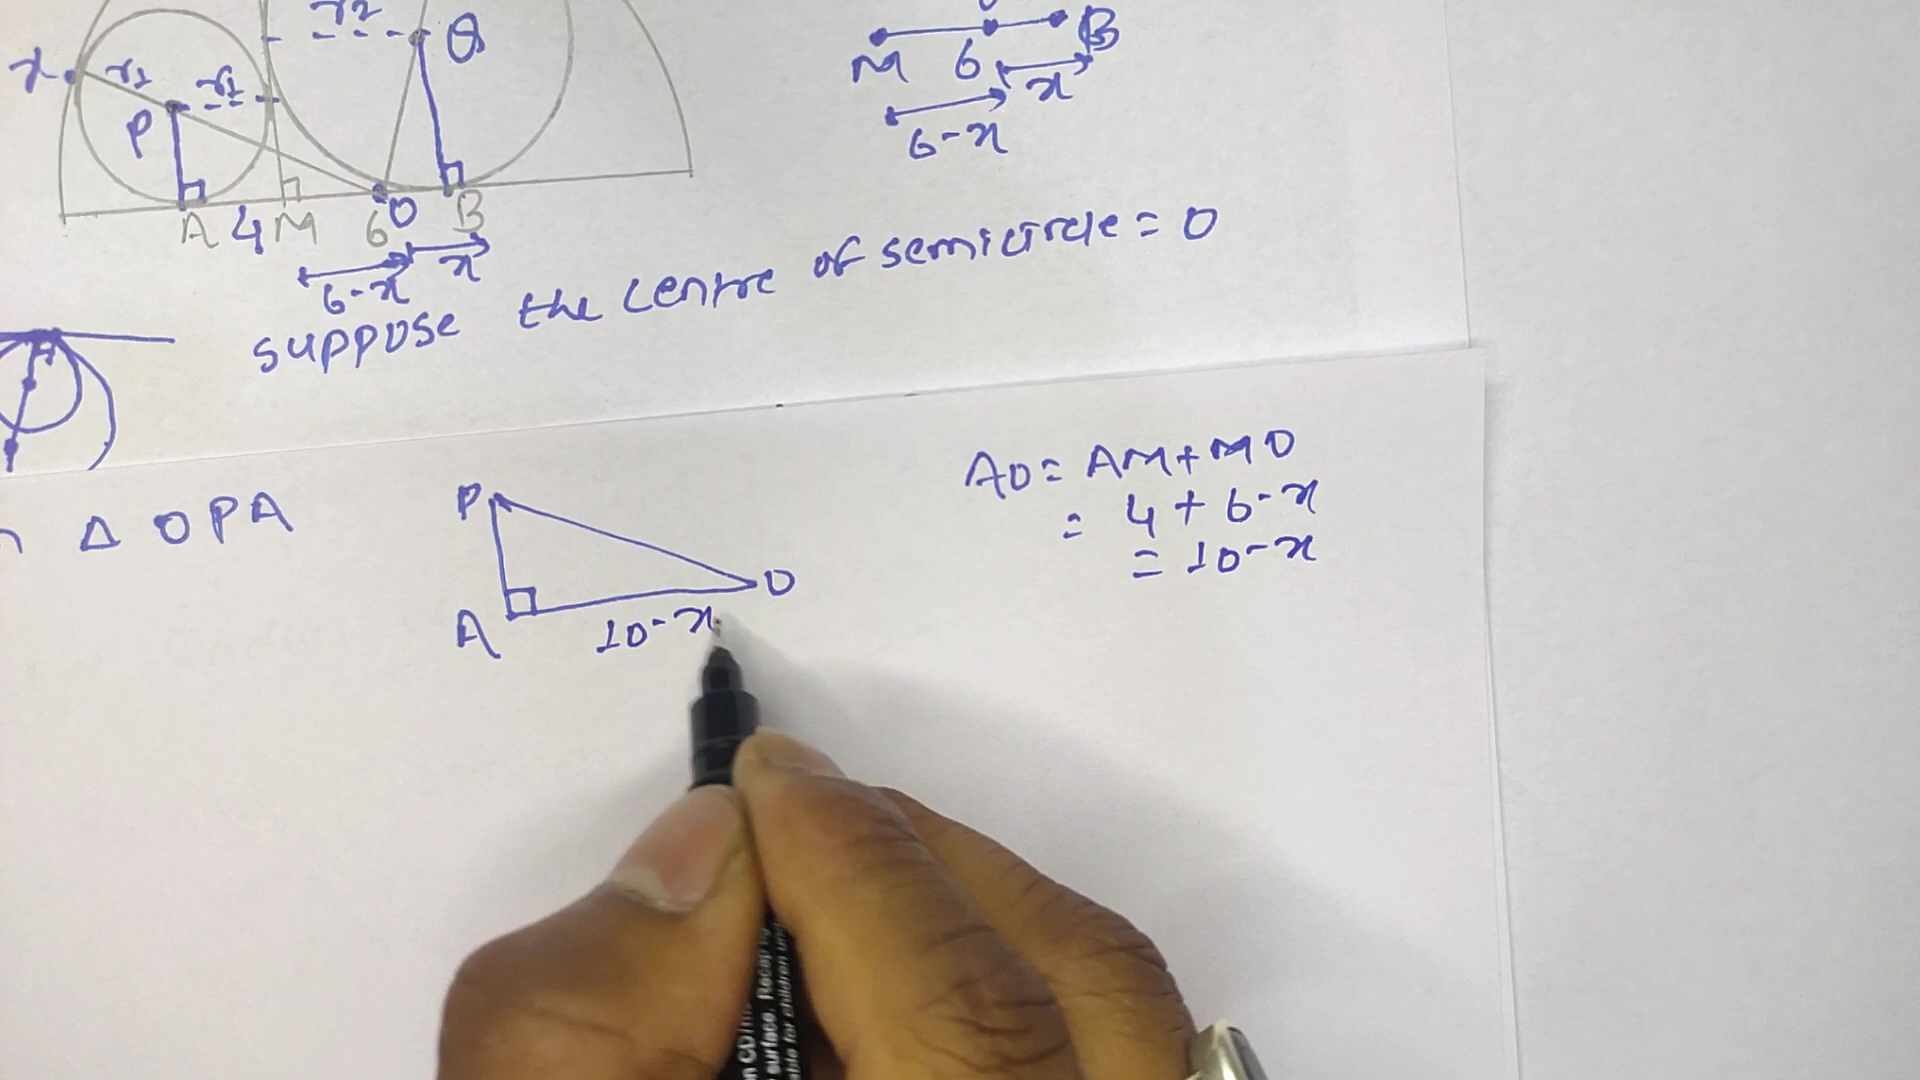 r2
Q
x
r1
r1
P
A 4 M 6 O B
6-x
x
M 6 B
x
6-x
suppose the centre of semicircle = O
Δ OPA
P
A
O
10-x
AO = AM + MO
= 4 + 6-x
= 10-x
surface.